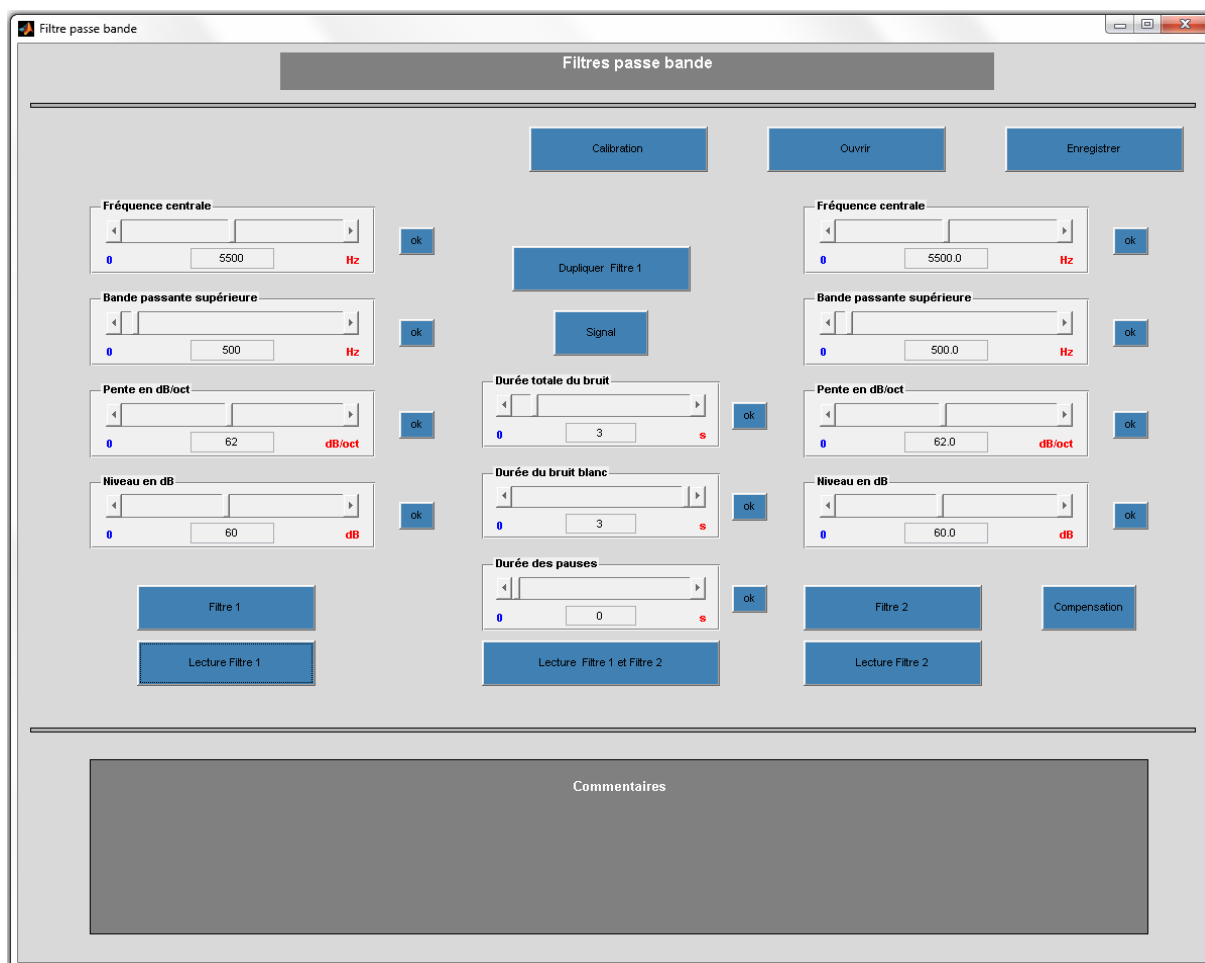 Filtre passe bande
Filtres passe bande
Calibration
Ouvrir
Enregistrer
Fréquence centrale
ok
0
5500
Hz
Bande passante supérieure
ok
0
500
Hz
Pente en dB/oct
ok
0
62
dB/oct
Niveau en dB
ok
0
60
dB
Filtre 1
Lecture Filtre 1
Dupliquer Filtre 1
Signal
Durée totale du bruit
ok
0
3
s
Durée du bruit blanc
ok
0
3
s
Durée des pauses
ok
0
0
s
Lecture Filtre 1 et Filtre 2
Fréquence centrale
ok
0
5500.0
Hz
Bande passante supérieure
ok
0
500.0
Hz
Pente en dB/oct
ok
0
62.0
dB/oct
Niveau en dB
ok
0
60.0
dB
Filtre 2
Compensation
Lecture Filtre 2
Commentaires